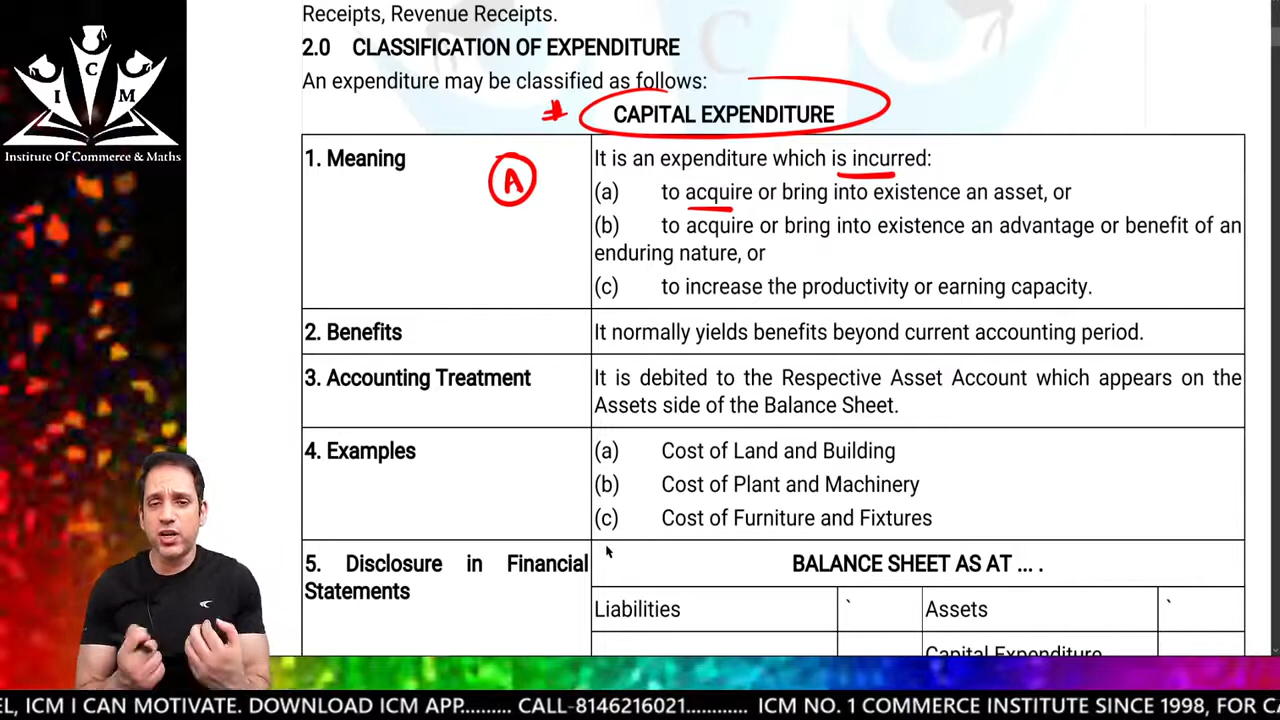 Receipts, Revenue Receipts.
2.0 CLASSIFICATION OF EXPENDITURE
An expenditure may be classified as follows:
CAPITAL EXPENDITURE
I C M
Institute Of Commerce & Maths
1. Meaning
A
It is an expenditure which is incurred:
(a) to acquire or bring into existence an asset, or
(b) to acquire or bring into existence an advantage or benefit of an
enduring nature, or
(c) to increase the productivity or earning capacity.
2. Benefits
It normally yields benefits beyond current accounting period.
3. Accounting Treatment
It is debited to the Respective Asset Account which appears on the
Assets side of the Balance Sheet.
4. Examples
(a) Cost of Land and Building
(b) Cost of Plant and Machinery
(c) Cost of Furniture and Fixtures
5. Disclosure in Financial
Statements
BALANCE SHEET AS AT ... .
Liabilities ` Assets `
Capital Expenditure
EL, ICM I CAN MOTIVATE. DOWNLOAD ICM APP.......... CALL-8146216021............ ICM NO. 1 COMMERCE INSTITUTE SINCE 1998, FOR CA